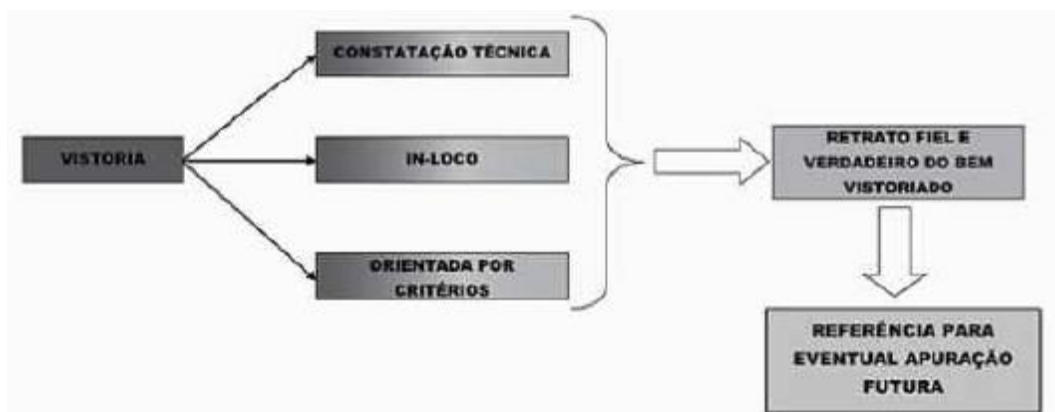 VISTORIA
CONSTATAÇÃO TÉCNICA
IN-LOCO
ORIENTADA POR
CRITÉRIOS
RETRATO FIEL E
VERDADEIRO DO BEM
VISTORIADO
REFERÊNCIA PARA
EVENTUAL APURAÇÃO
FUTURA